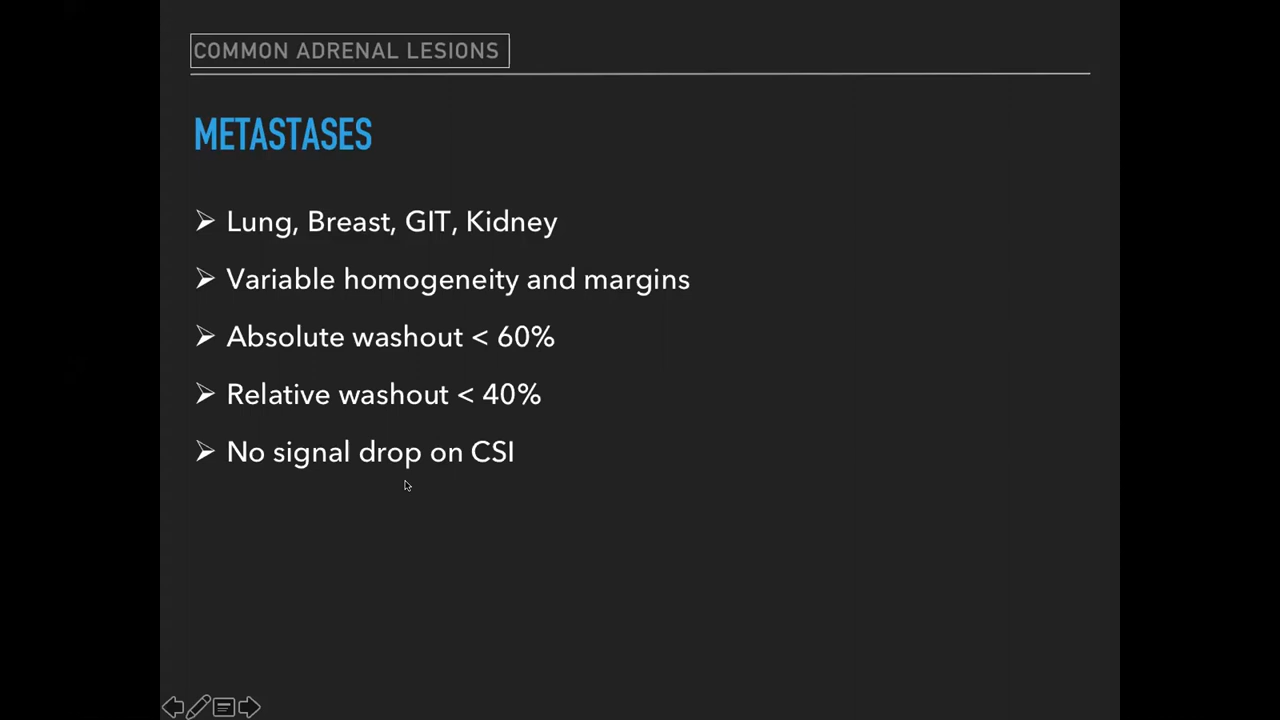 COMMON ADRENAL LESIONS
METASTASES
Lung, Breast, GIT, Kidney
Variable homogeneity and margins
Absolute washout < 60%
Relative washout < 40%
No signal drop on CSI